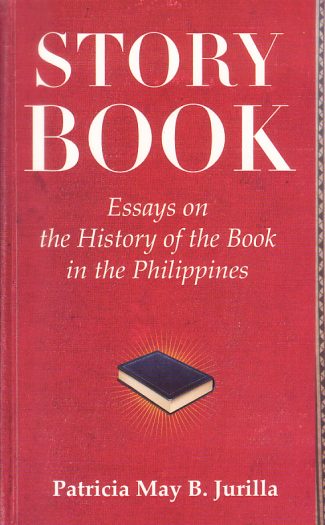 STORY
BOOK
Essays on
the History of the Book
in the Philippines
Patricia May B. Jurilla